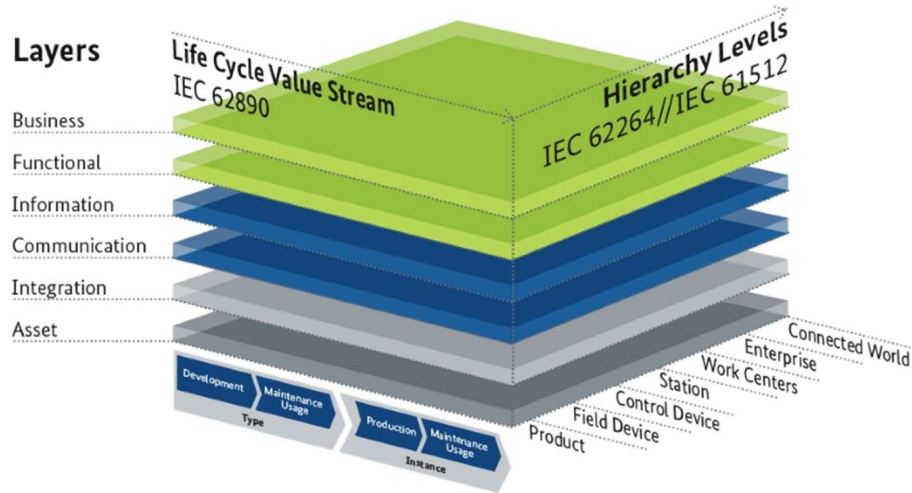 Layers
Life Cycle Value Stream
IEC 62890
Hierarchy Levels
IEC 62264//IEC 61512
Business
Functional
Information
Communication
Integration
Asset
Development
Maintenance
Usage
Type
Production
Maintenance
Usage
Instance
Product
Field Device
Control Device
Station
Work Centers
Enterprise
Connected World